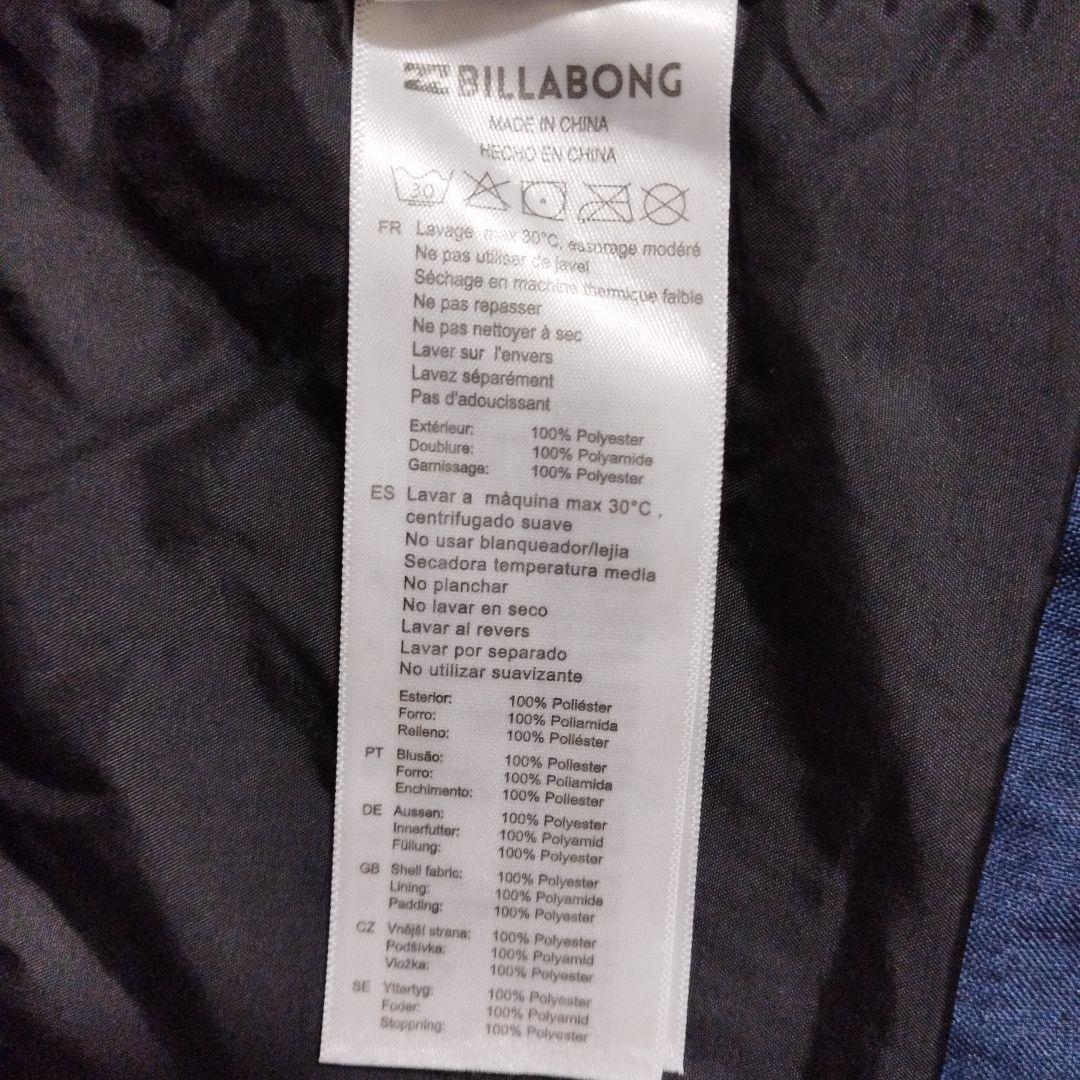 BILLABONG
MADE IN CHINA
HECHO EN CHINA
30
FR Lavage max 30°C, essorage modéré
Ne pas utiliser de javel
Séchage en machine thermique faible
Ne pas repasser
Ne pas nettoyer à sec
Laver sur l'envers
Lavez séparément
Pas d'adoucissant
Extérieur: 100% Polyester
Doublure: 100% Polyamide
Garnissage: 100% Polyester
ES Lavar a màquina max 30°C ,
centrifugado suave
No usar blanqueador/lejia
Secadora temperatura media
No planchar
No lavar en seco
Lavar al revers
Lavar por separado
No utilizar suavizante
Esterior: 100% Poliéster
Forro: 100% Poliamida
Relleno: 100% Poliéster
PT Blusão: 100% Poliester
Forro: 100% Poliamida
Enchimento: 100% Poliester
DE Aussen: 100% Polyester
Innerfutter: 100% Polyamid
Füllung: 100% Polyester
GB Shell fabric: 100% Polyester
Lining: 100% Polyamide
Padding: 100% Polyester
CZ Vnější strana: 100% Polyester
Podšívka: 100% Polyamid
Vložka: 100% Polyester
SE Yttertyg: 100% Polyester
Foder: 100% Polyamid
Stoppning: 100% Polyester